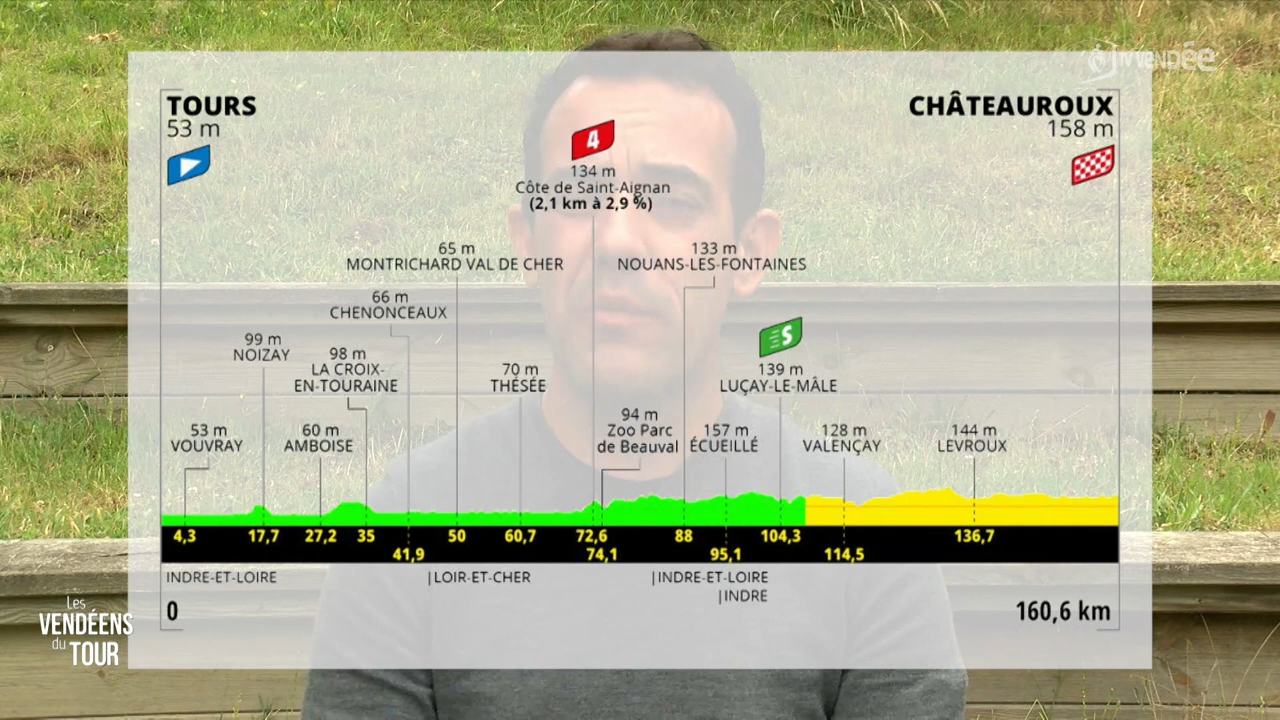 TV VENDÉE
TOURS
53 m
CHÂTEAUROUX
158 m
4
134 m
Côte de Saint-Aignan
(2,1 km à 2,9 %)
65 m
MONTRICHARD VAL DE CHER
133 m
NOUANS-LES-FONTAINES
66 m
CHENONCEAUX
99 m
NOIZAY
98 m
LA CROIX-
EN-TOURAINE
S
139 m
LUÇAY-LE-MÂLE
70 m
THÉSÉE
53 m
VOUVRAY
60 m
AMBOISE
94 m
Zoo Parc
de Beauval
157 m
ÉCUEILLÉ
128 m
VALENÇAY
144 m
LEVROUX
4,3 17,7 27,2 35 50 60,7 72,6 88 104,3 136,7
41,9 74,1 95,1 114,5
INDRE-ET-LOIRE |LOIR-ET-CHER |INDRE-ET-LOIRE
|INDRE
0 160,6 km
Les
VENDÉENS
du TOUR